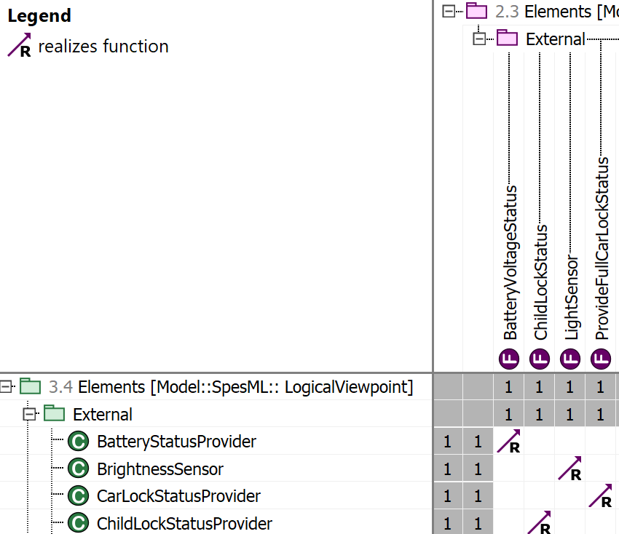 Legend
R realizes function
2.3 Elements [Mo
External
BatteryVoltageStatus
ChildLockStatus
LightSensor
ProvideFullCarLockStatus
F F F F
3.4 Elements [Model::SpesML:: LogicalViewpoint] 1 1 1 1
External 1 1 1 1
C BatteryStatusProvider 1 1 R
C BrightnessSensor 1 1 R
C CarLockStatusProvider 1 1 R
C ChildLockStatusProvider 1 1 R